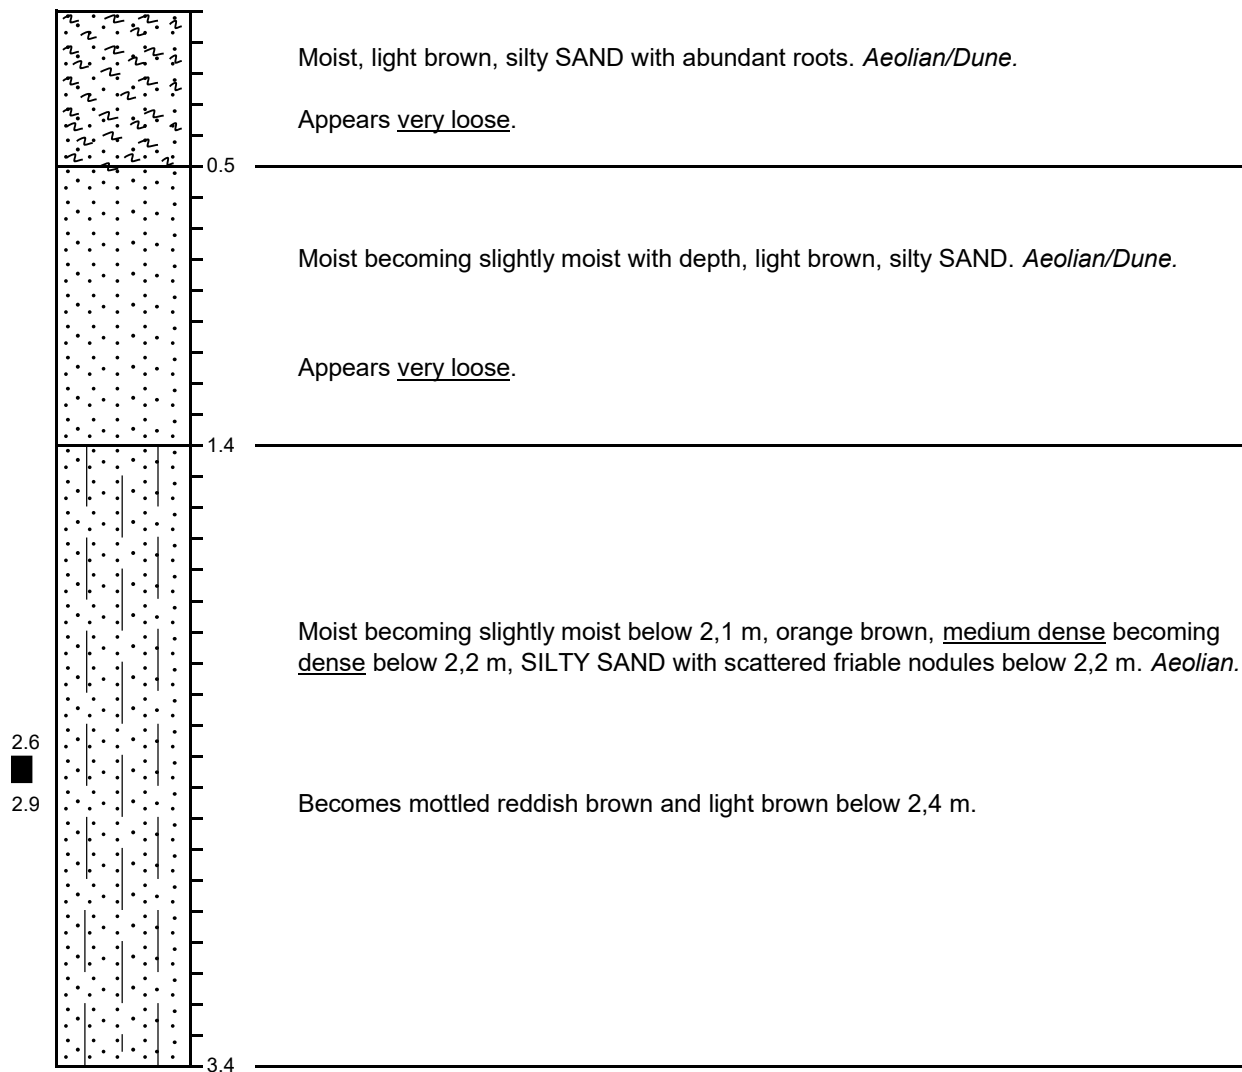 Moist, light brown, silty SAND with abundant roots. Aeolian/Dune.
Appears very loose.
0.5
Moist becoming slightly moist with depth, light brown, silty SAND. Aeolian/Dune.
Appears very loose.
1.4
Moist becoming slightly moist below 2,1 m, orange brown, medium dense becoming
dense below 2,2 m, SILTY SAND with scattered friable nodules below 2,2 m. Aeolian.
2.6
2.9
Becomes mottled reddish brown and light brown below 2,4 m.
3.4